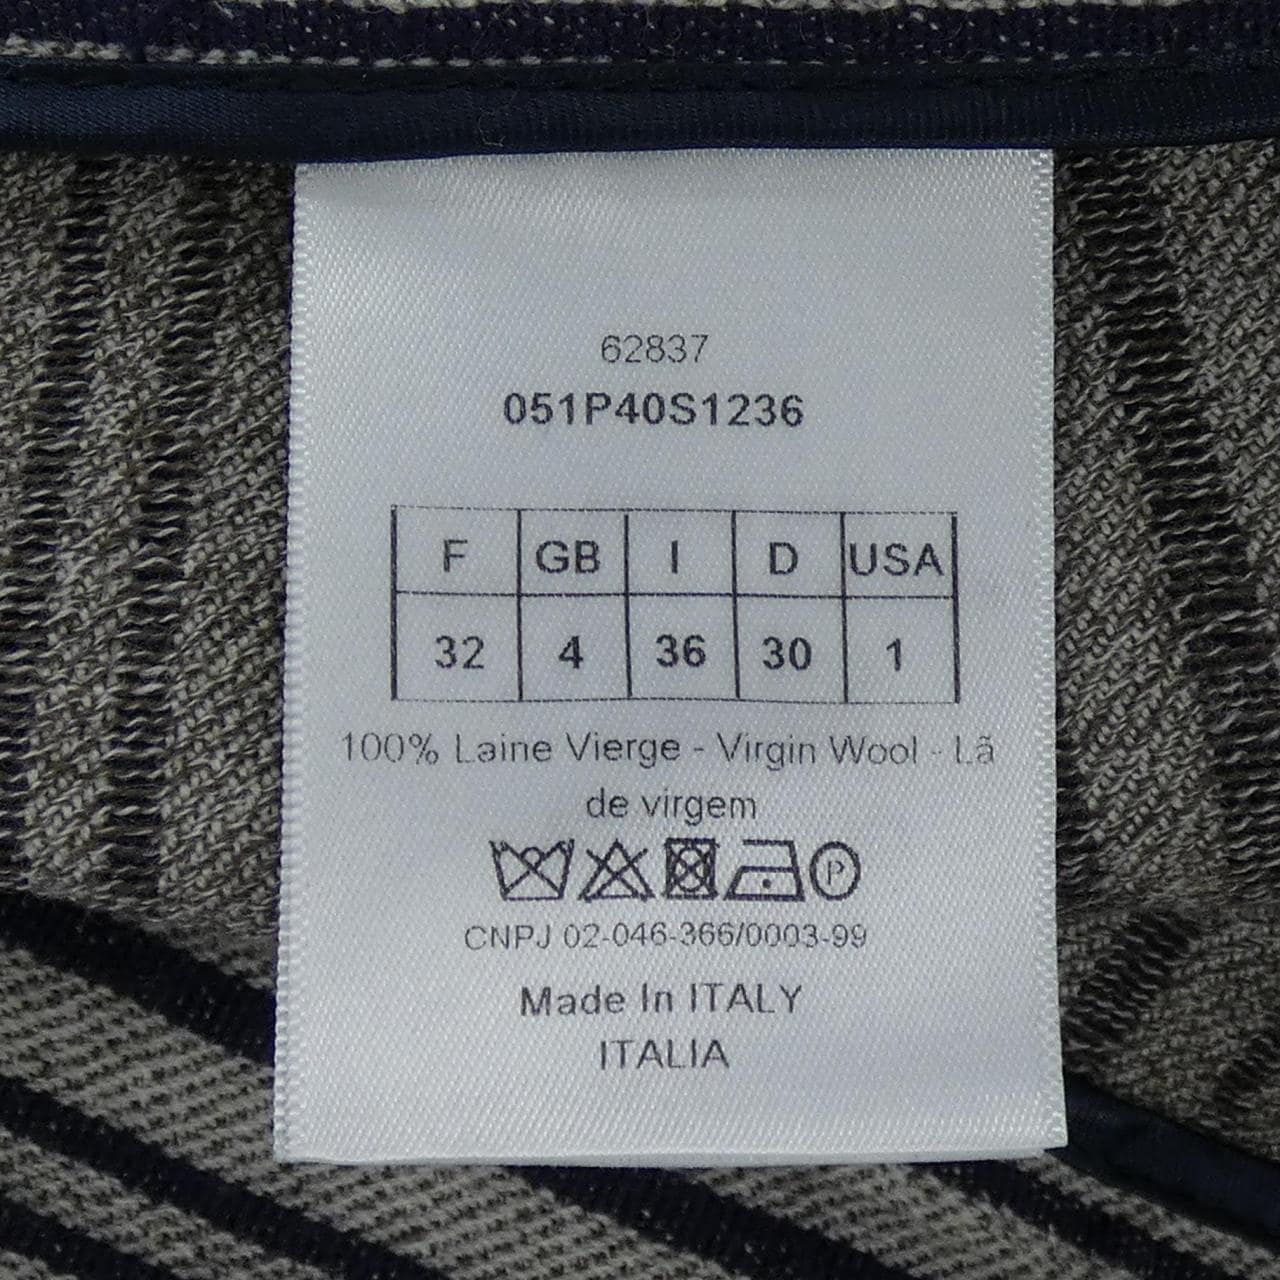 62837
051P40S1236
F GB I D USA
32 4 36 30 1
100% Laine Vierge - Virgin Wool - Lã
de virgem
P
CNPJ 02-046-366/0003-99
Made In ITALY
ITALIA